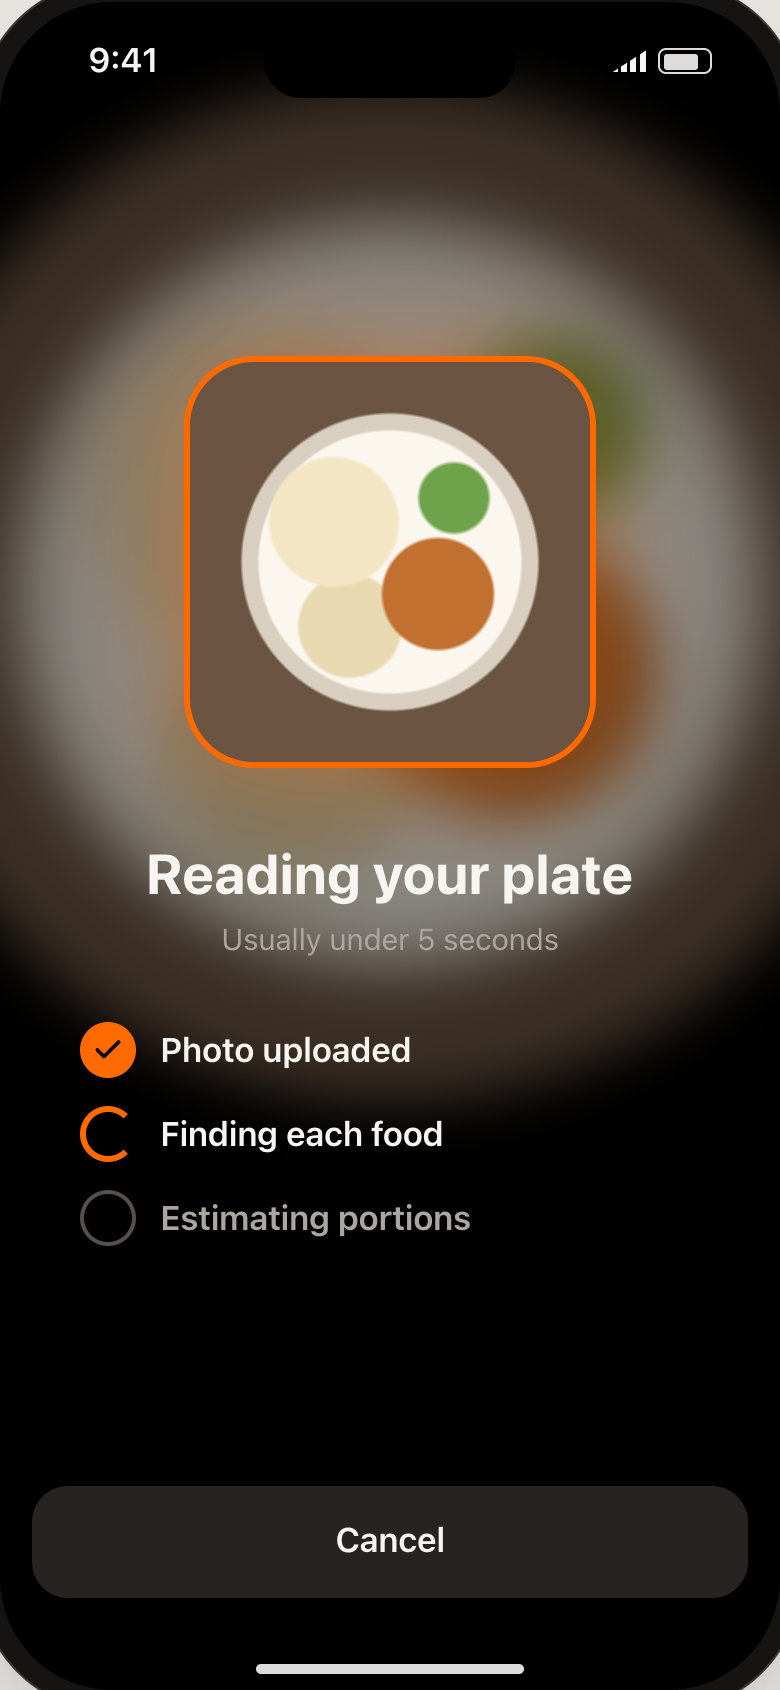 9:41
Reading your plate
Usually under 5 seconds
Photo uploaded
Finding each food
Estimating portions
Cancel